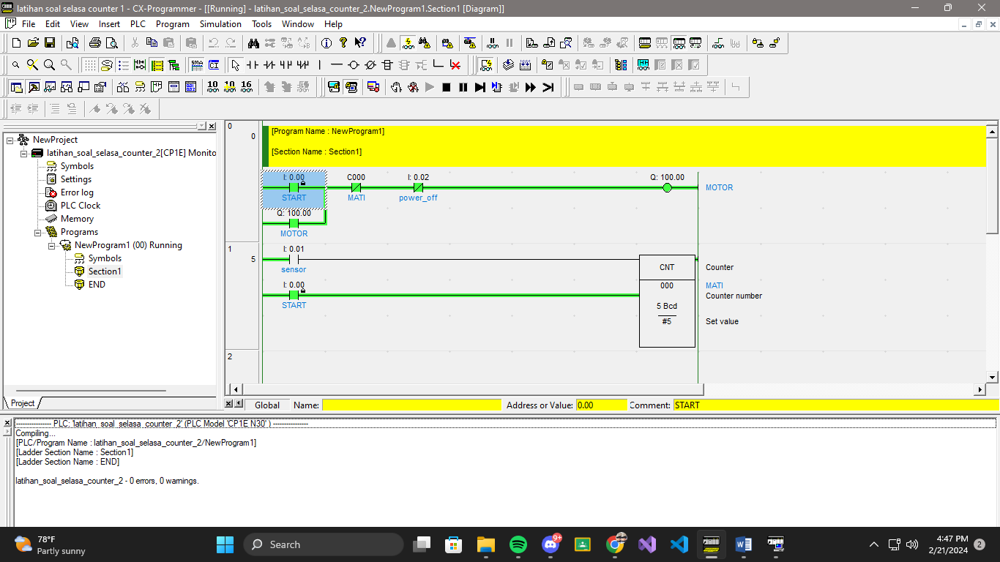 latihan soal selasa counter 1 - CX-Programmer - [[Running] - latihan_soal_selasa_counter_2.NewProgram1.Section1 [Diagram]]
File Edit View Insert PLC Program Simulation Tools Window Help
SMA CI
10 10 16
NewProject
latihan_soal_selasa_counter_2[CP1E] Monito
Symbols
Settings
Error log
PLC Clock
Memory
Programs
NewProgram1 (00) Running
Symbols
Section1
END
Project
0
0
[Program Name : NewProgram1]
[Section Name : Section1]
I: 0.00 C000 I: 0.02 Q: 100.00
START MATI power_off MOTOR
Q: 100.00
MOTOR
1
5
I: 0.01
sensor
CNT Counter
I: 0.00
START
000 MATI
Counter number
5 Bcd
#5 Set value
2
Global Name: Address or Value: 0.00 Comment: START
---------------- PLC: 'latihan_soal_selasa_counter_2' (PLC Model 'CP1E N30' ) ----------------
Compiling...
[PLC/Program Name : latihan_soal_selasa_counter_2/NewProgram1]
[Ladder Section Name : Section1]
[Ladder Section Name : END]
latihan_soal_selasa_counter_2 - 0 errors, 0 warnings.
78°F
Partly sunny
Search
9+
4:47 PM
2/21/2024
2